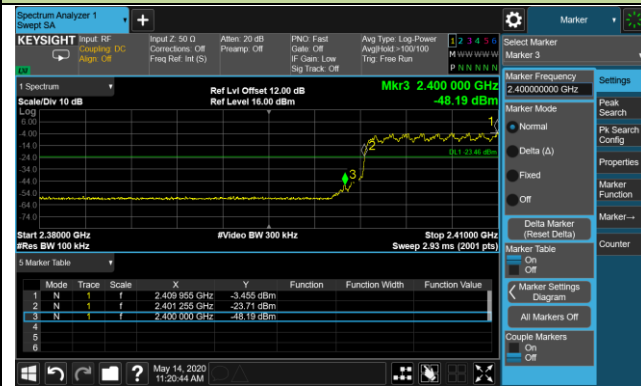 Spectrum Analyzer 1
Swept SA
+
Marker
KEYSIGHT
Input: RF
Coupling: DC
Align: Off
Input Z: 50 Ω
Corrections: Off
Freq Ref: Int (S)
Atten: 20 dB
Preamp: Off
PNO: Fast
Gate: Off
IF Gain: Low
Sig Track: Off
Avg Type: Log-Power
Avg|Hold:>100/100
Trig: Free Run
1 2 3 4 5 6
M W W W W W
P N N N N N
Select Marker
Marker 3
1 Spectrum
Scale/Div 10 dB
Log
Ref Lvl Offset 12.00 dB
Ref Level 16.00 dBm
Mkr3 2.400 000 GHz
-48.19 dBm
6.00
-4.00
-14.0
-24.0
-34.0
-44.0
-54.0
-64.0
-74.0
1
2
3
DL1 -23.46 dBm
Start 2.38000 GHz
#Res BW 100 kHz
#Video BW 300 kHz
Stop 2.41000 GHz
Sweep 2.93 ms (2001 pts)
5 Marker Table
Mode Trace Scale X Y Function Function Width Function Value
1 N 1 f 2.409 955 GHz -3.455 dBm
2 N 1 f 2.401 255 GHz -23.71 dBm
3 N 1 f 2.400 000 GHz -48.19 dBm
4
5
6
Marker Frequency
2.400000000 GHz
Marker Mode
Normal
Delta (Δ)
Fixed
Off
Delta Marker
(Reset Delta)
Marker Table
On
Off
Marker Settings
Diagram
All Markers Off
Couple Markers
On
Off
Settings
Peak
Search
Pk Search
Config
Properties
Marker
Function
Marker→
Counter
?
May 14, 2020
11:20:44 AM